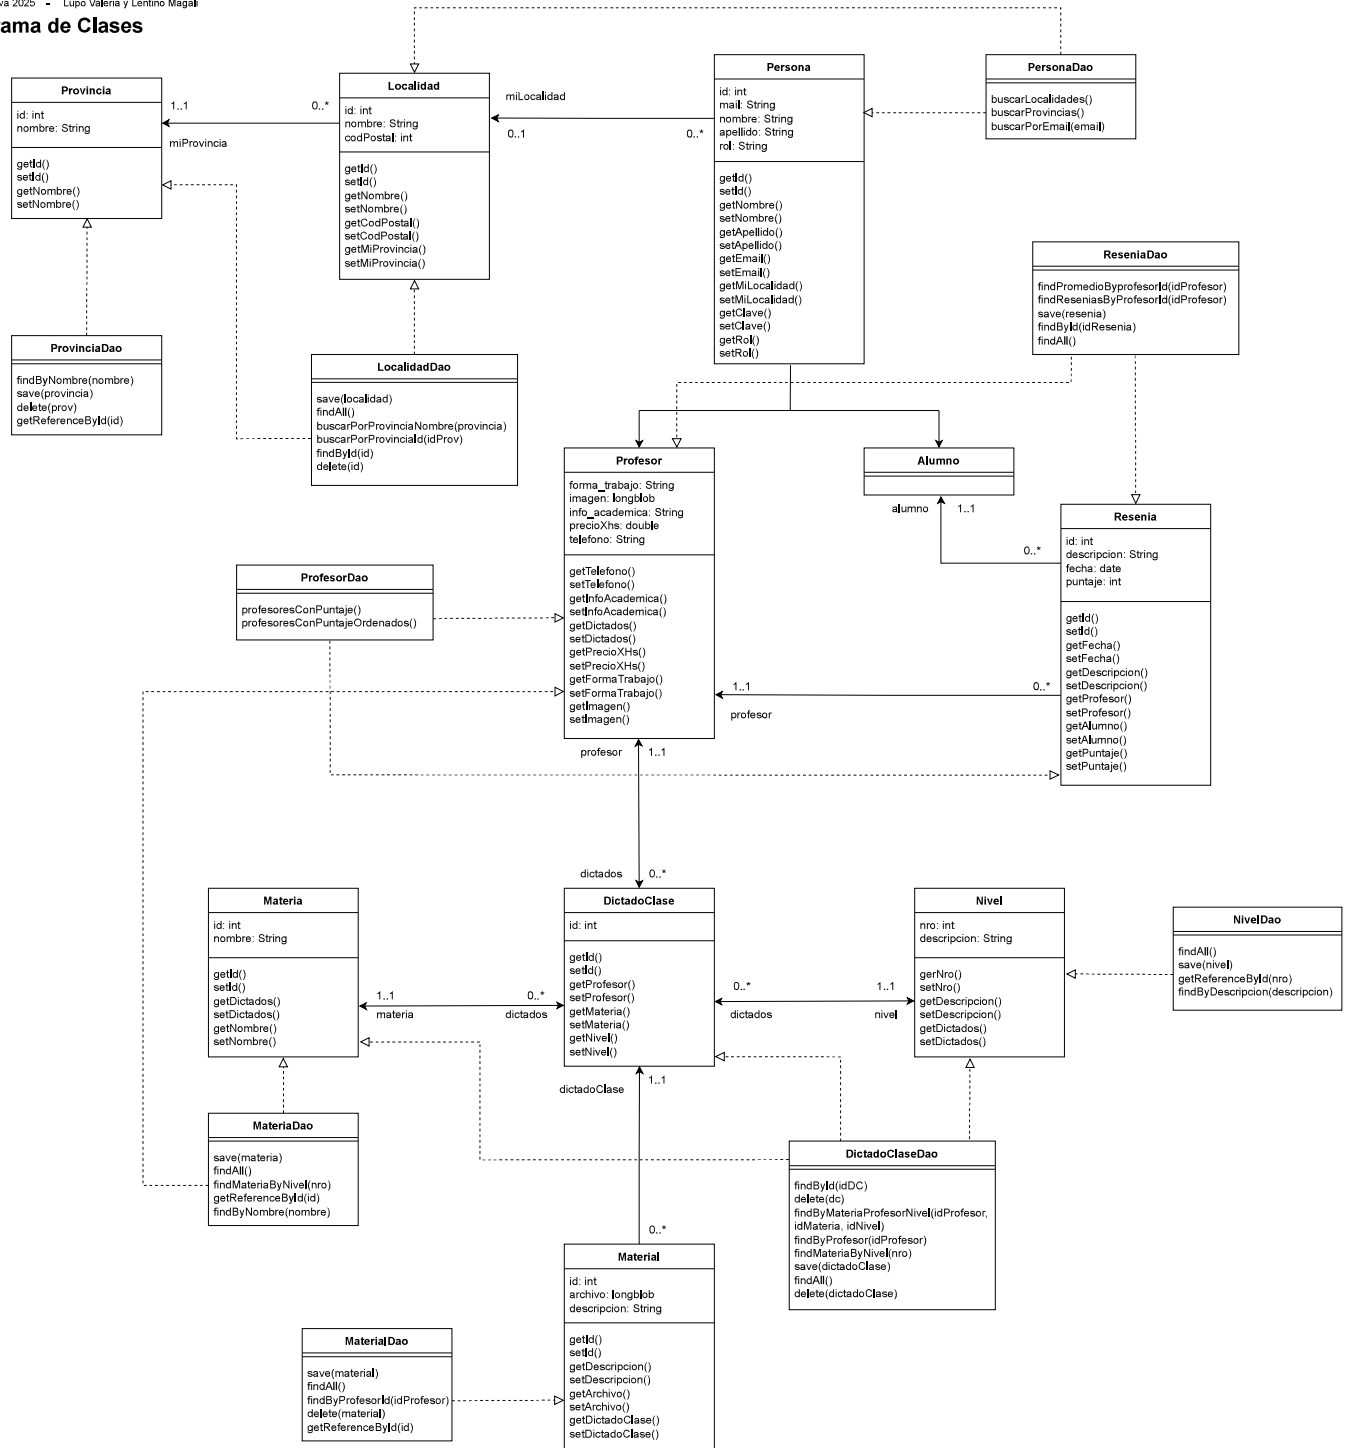 2025 - Lupo Valeria y Lentino Magali
rama de Clases
Provincia
id: int
nombre: String
getId()
setId()
getNombre()
setNombre()
1..1
0..*
miProvincia
Localidad
id: int
nombre: String
codPostal: int
getId()
setId()
getNombre()
setNombre()
getCodPostal()
setCodPostal()
getMiProvincia()
setMiProvincia()
miLocalidad
0..1
0..*
Persona
id: int
mail: String
nombre: String
apellido: String
rol: String
getId()
setId()
getNombre()
setNombre()
getApellido()
setApellido()
getEmail()
setEmail()
getMiLocalidad()
setMiLocalidad()
getClave()
setClave()
getRol()
setRol()
PersonaDao
buscarLocalidades()
buscarProvincias()
buscarPorEmail(email)
ReseniaDao
findPromedioByprofesorId(idProfesor)
findReseniasByProfesorId(idProfesor)
save(resenia)
findById(idResenia)
findAll()
ProvinciaDao
findByNombre(nombre)
save(provincia)
delete(prov)
getReferenceById(id)
LocalidadDao
save(localidad)
findAll()
buscarPorProvinciaNombre(provincia)
buscarPorProvinciaId(idProv)
findById(id)
delete(id)
Profesor
forma_trabajo: String
imagen: longblob
info_academica: String
precioXhs: double
telefono: String
getTelefono()
setTelefono()
getInfoAcademica()
setInfoAcademica()
getDictados()
setDictados()
getPrecioXHs()
setPrecioXHs()
getFormaTrabajo()
setFormaTrabajo()
getImagen()
setImagen()
Alumno
alumno
1..1
0..*
Resenia
id: int
descripcion: String
fecha: date
puntaje: int
getId()
setId()
getFecha()
setFecha()
getDescripcion()
setDescripcion()
getProfesor()
setProfesor()
getAlumno()
setAlumno()
getPuntaje()
setPuntaje()
ProfesorDao
profesoresConPuntaje()
profesoresConPuntajeOrdenados()
1..1
0..*
profesor
profesor
1..1
dictados
0..*
Materia
id: int
nombre: String
getId()
setId()
getDictados()
setDictados()
getNombre()
setNombre()
1..1
0..*
materia
dictados
DictadoClase
id: int
getId()
setId()
getProfesor()
setProfesor()
getMateria()
setMateria()
getNivel()
setNivel()
0..*
1..1
dictados
nivel
Nivel
nro: int
descripcion: String
gerNro()
setNro()
getDescripcion()
setDescripcion()
getDictados()
setDictados()
NivelDao
findAll()
save(nivel)
getReferenceById(nro)
findByDescripcion(descripcion)
dictadoClase
1..1
0..*
MateriaDao
save(materia)
findAll()
findMateriaByNivel(nro)
getReferenceById(id)
findByNombre(nombre)
DictadoClaseDao
findById(idDC)
delete(dc)
findByMateriaProfesorNivel(idProfesor,
idMateria, idNivel)
findByProfesor(idProfesor)
findMateriaByNivel(nro)
save(dictadoClase)
findAll()
delete(dictadoClase)
Material
id: int
archivo: longblob
descripcion: String
getId()
setId()
getDescripcion()
setDescripcion()
getArchivo()
setArchivo()
getDictadoClase()
setDictadoClase()
MaterialDao
save(material)
findAll()
findByProfesorId(idProfesor)
delete(material)
getReferenceById(id)